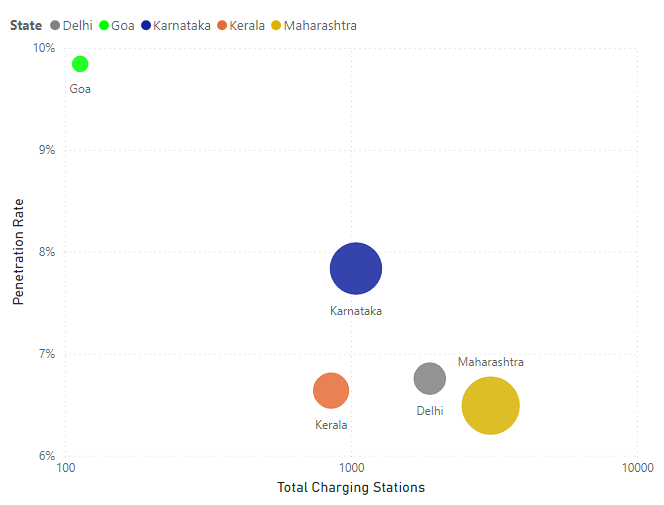 State Delhi Goa Karnataka Kerala Maharashtra
10%
Goa
9%
Penetration Rate
8%
Karnataka
7%
Maharashtra
Delhi
Kerala
6%
100 1000 10000
Total Charging Stations